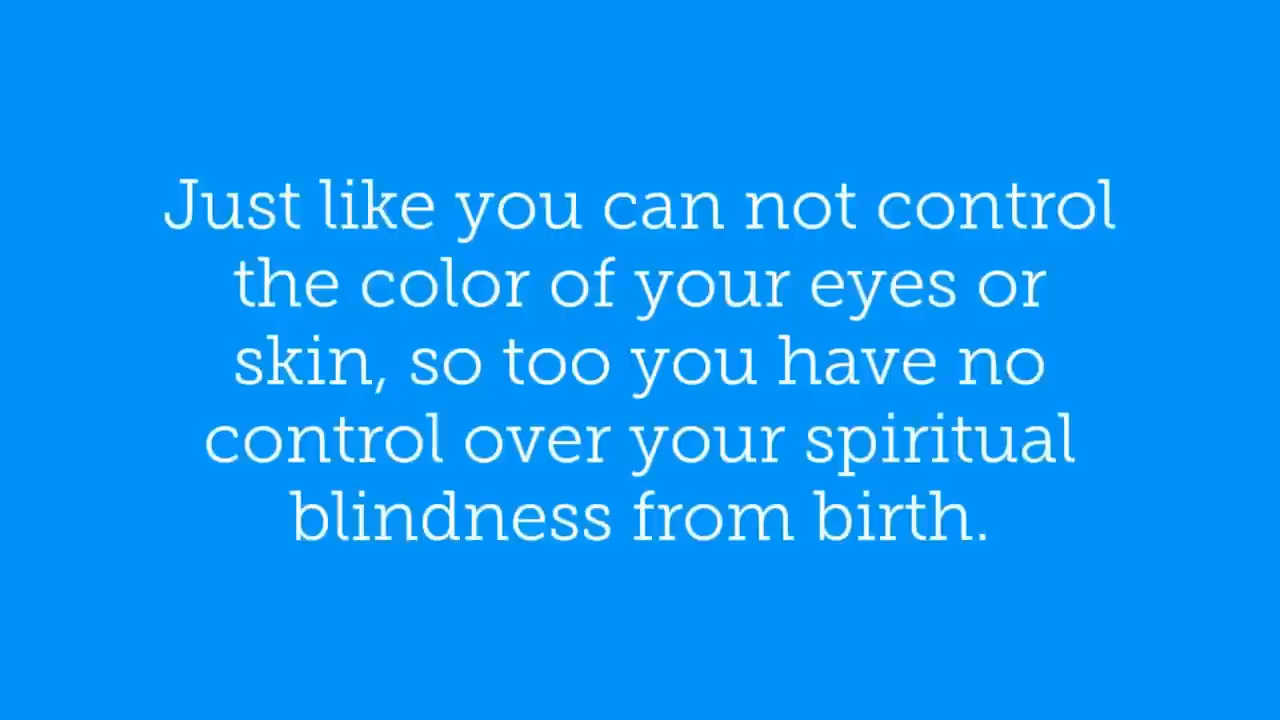 Just like you can not control
the color of your eyes or
skin, so too you have no
control over your spiritual
blindness from birth.